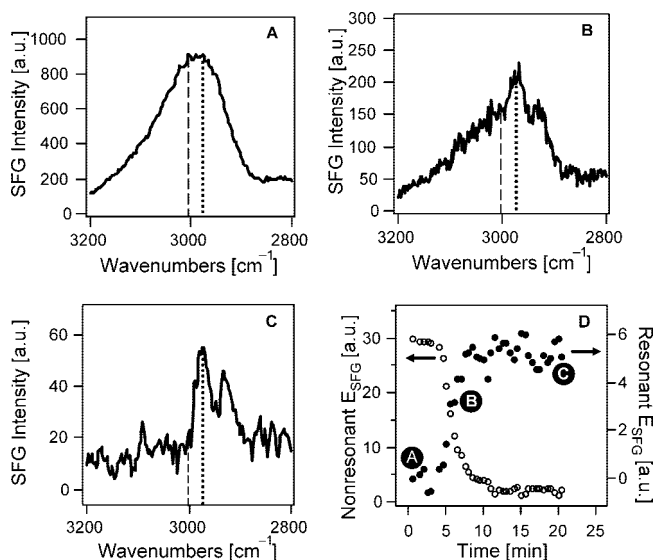 A
SFG Intensity [a.u.]
1000
800
600
400
200
0
3200
3000
2800
Wavenumbers [cm⁻¹]
B
SFG Intensity [a.u.]
300
250
200
150
100
50
0
3200
3000
2800
Wavenumbers [cm⁻¹]
C
SFG Intensity [a.u.]
60
40
20
0
3200
3000
2800
Wavenumbers [cm⁻¹]
D
Nonresonant E_SFG [a.u.]
30
20
10
0
Resonant E_SFG [a.u.]
6
4
2
0
A
B
C
0
5
10
15
20
25
Time [min]